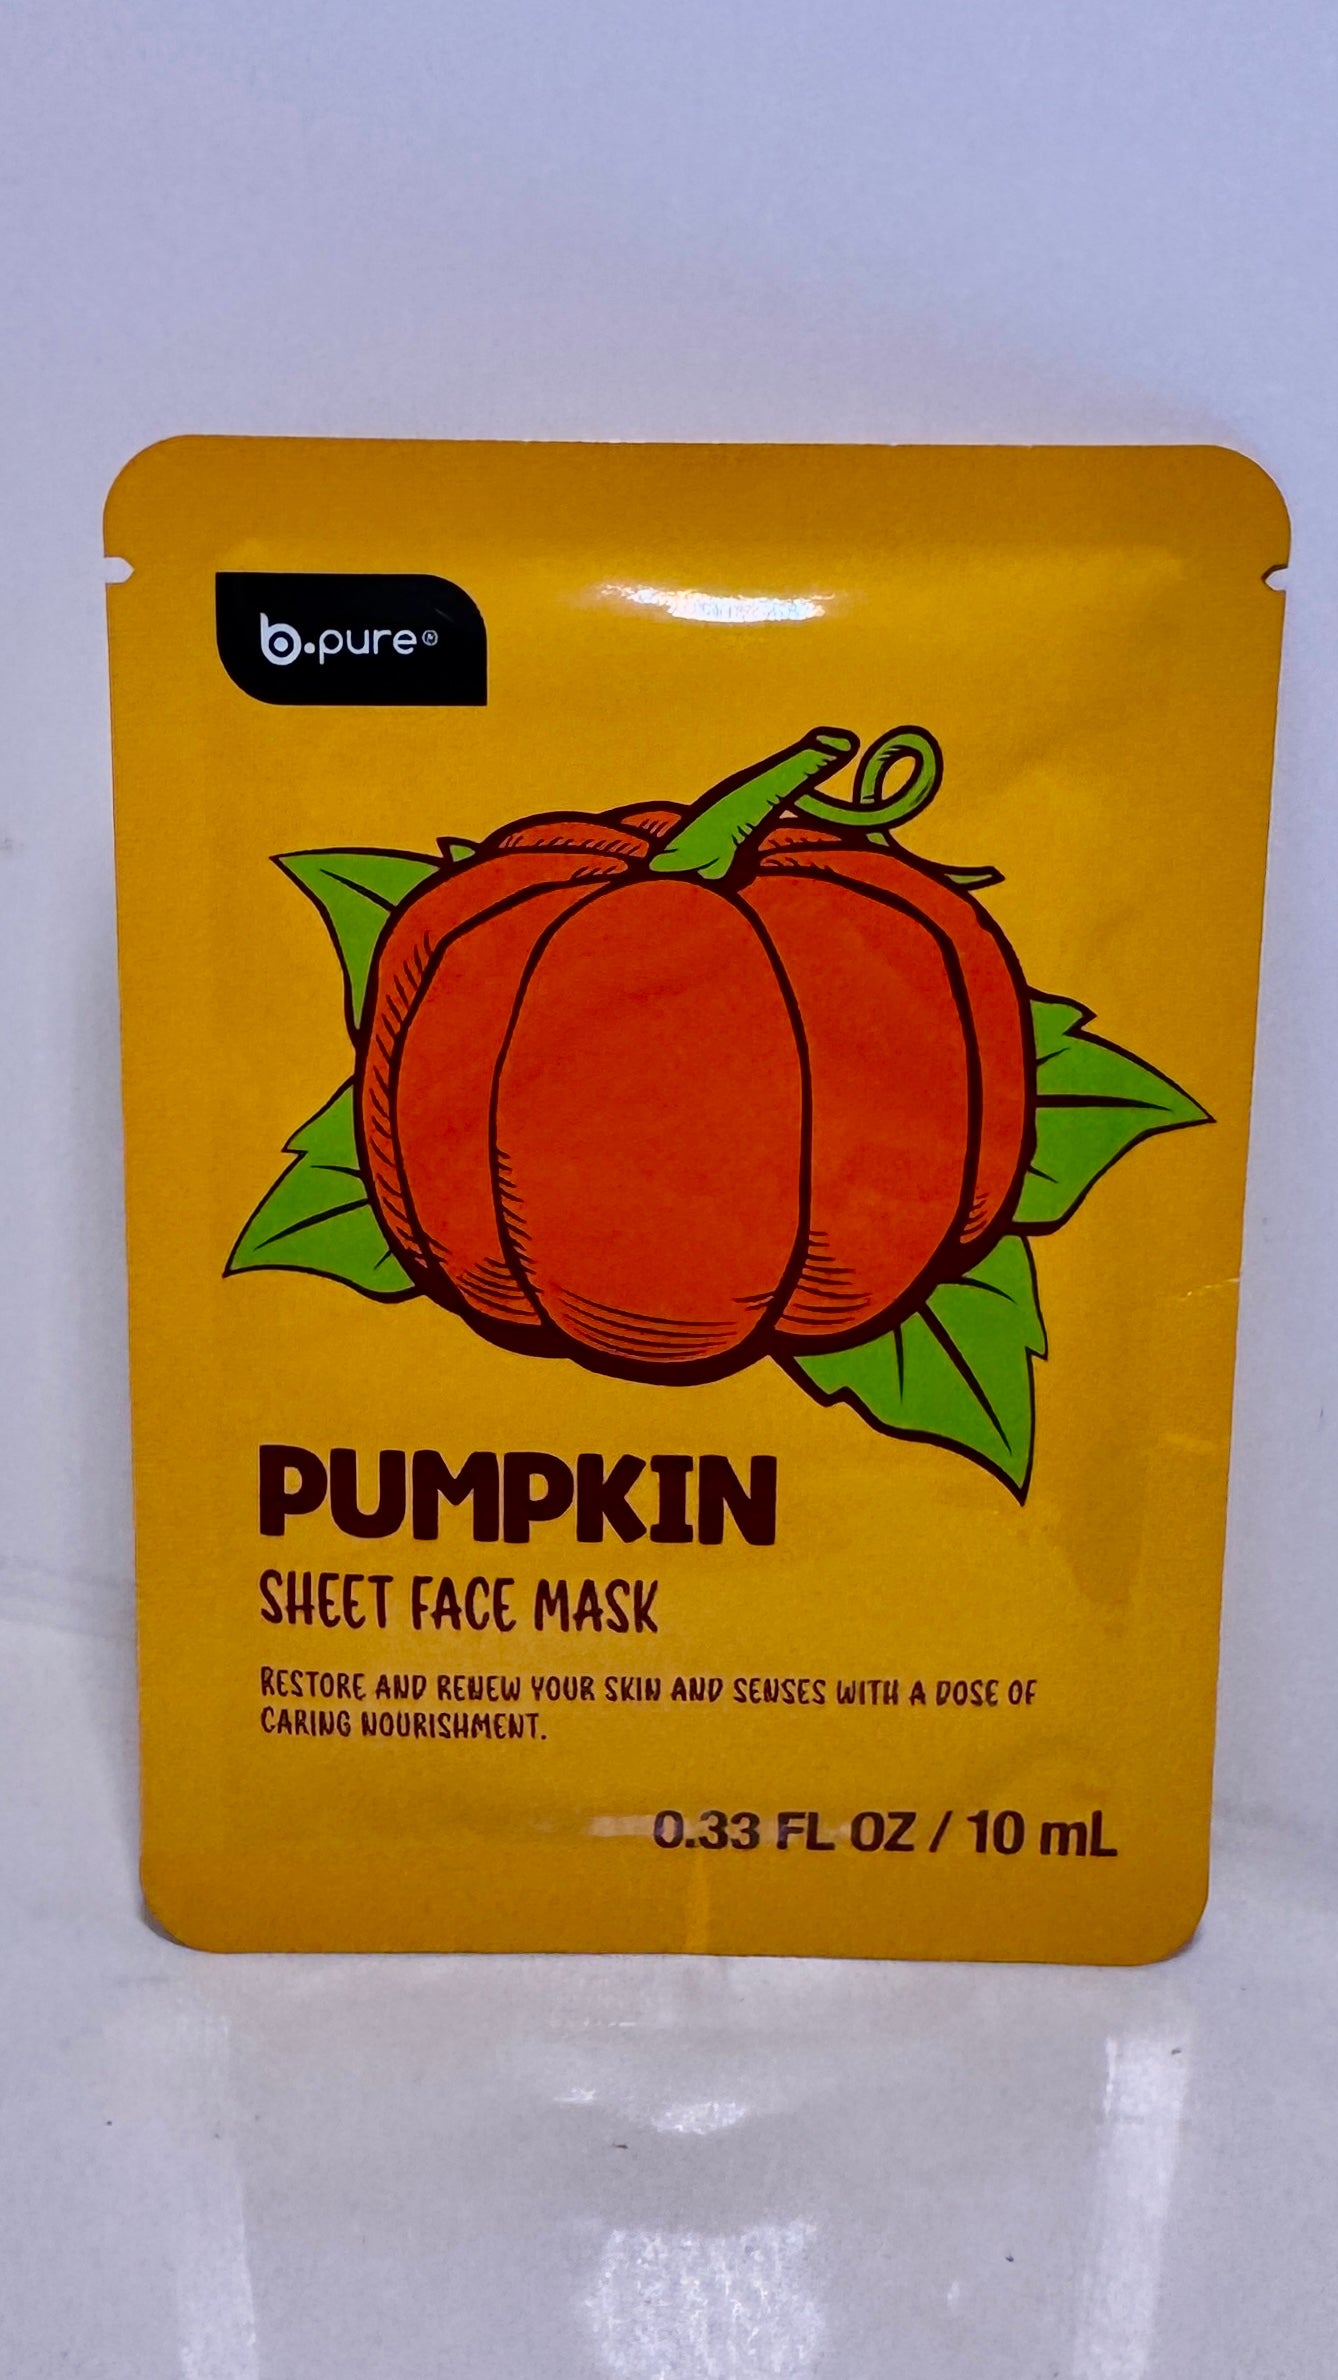 b.pure®
PUMPKIN
SHEET FACE MASK
RESTORE AND RENEW YOUR SKIN AND SENSES WITH A DOSE OF
CARING NOURISHMENT.
0.33 FL OZ / 10 mL